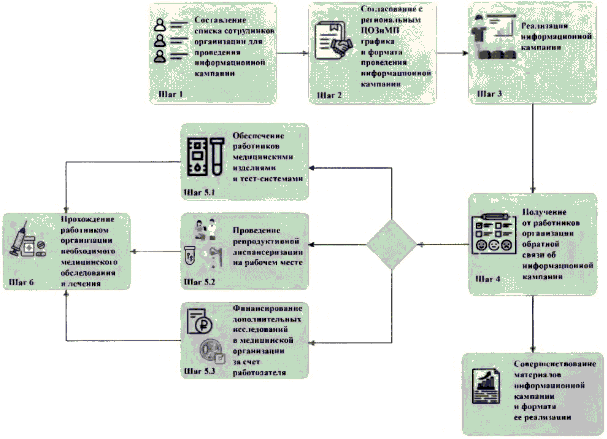 Составление
списка сотрудников
организации для
проведения
информационной
кампании
Шаг 1
Согласование с
региональным
ЦОЗиМП
графика
и формата
проведения
информационной
кампании
Шаг 2
Реализация
информационной
кампании
Шаг 3
Получение
от работников
организации
обратной
связи об
информационной
кампании
Шаг 4
Совершенствование
материалов
информационной
кампании
и формата
ее реализации
Обеспечение
работников
медицинскими
изделиями
и тест-системами
Шаг 5.1
Проведение
репродуктивной
диспансеризации
на рабочем месте
Шаг 5.2
Финансирование
дополнительных
исследований
в медицинской
организации
за счет
работодателя
Шаг 5.3
Прохождение
работником
организации
необходимого
медицинского
обследования
и лечения
Шаг 6